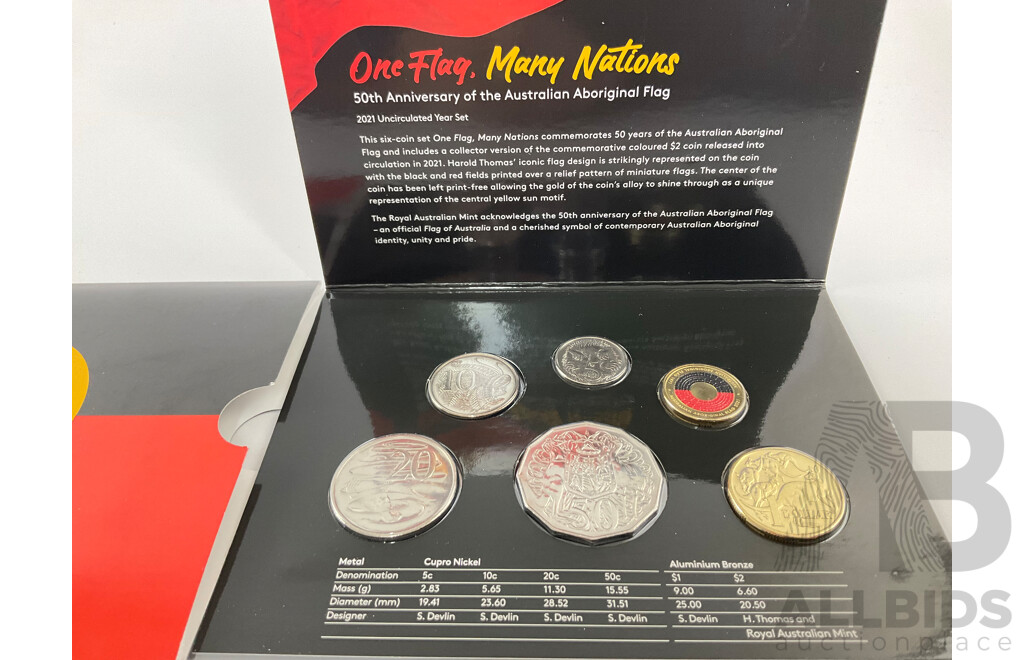 One Flag, Many Nations
50th Anniversary of the Australian Aboriginal Flag
2021 Uncirculated Year Set
This six-coin set One Flag, Many Nations commemorates 50 years of the Australian Aboriginal
Flag and includes a collector version of the commemorative coloured $2 coin released into
circulation in 2021. Harold Thomas' iconic flag design is strikingly represented on the coin
with the black and red fields printed over a relief pattern of miniature flags. The center of the
coin has been left print-free allowing the gold of the coin's alloy to shine through as a unique
representation of the central yellow sun motif.
The Royal Australian Mint acknowledges the 50th anniversary of the Australian Aboriginal Flag
– an official Flag of Australia and a cherished symbol of contemporary Australian Aboriginal
identity, unity and pride.
10
20
50
Metal Cupro Nickel Aluminium Bronze
Denomination 5c 10c 20c 50c $1 $2
Mass (g) 2.83 5.65 11.30 15.55 9.00 6.60
Diameter (mm) 19.41 23.60 28.52 31.51 25.00 20.50
Designer S. Devlin S. Devlin S. Devlin S. Devlin S. Devlin H. Thomas and
Royal Australian Mint
AB
ALLBIDS
auctionplace